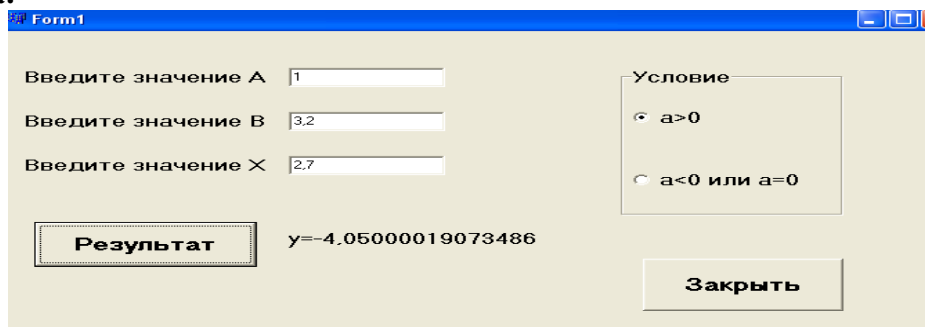 Form1
Введите значение A
1
Условие
Введите значение B
3,2
a>0
Введите значение X
2,7
a<0 или a=0
Результат
y=-4,05000019073486
Закрыть